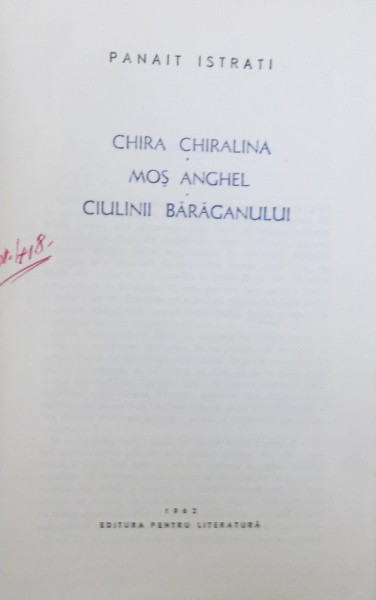 PANAIT ISTRATI
CHIRA CHIRALINA
MOȘ ANGHEL
CIULINII BĂRĂGANULUI
1962
EDITURA PENTRU LITERATURĂ